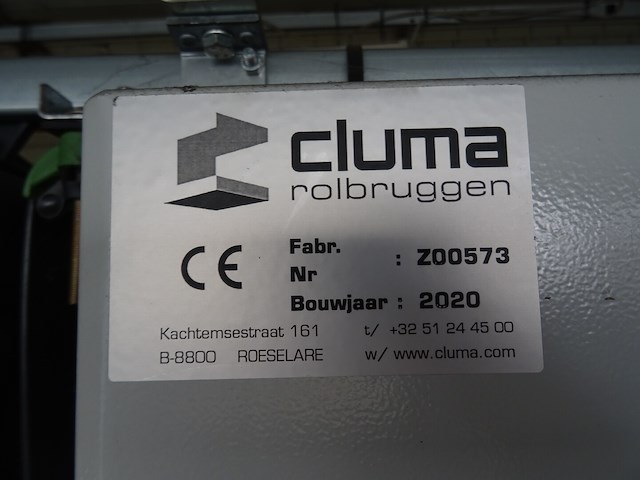 cluma
rolbruggen
CE
Fabr.
Nr : Z00573
Bouwjaar : 2020
Kachtemsestraat 161 t/ +32 51 24 45 00
B-8800 ROESELARE w/ www.cluma.com